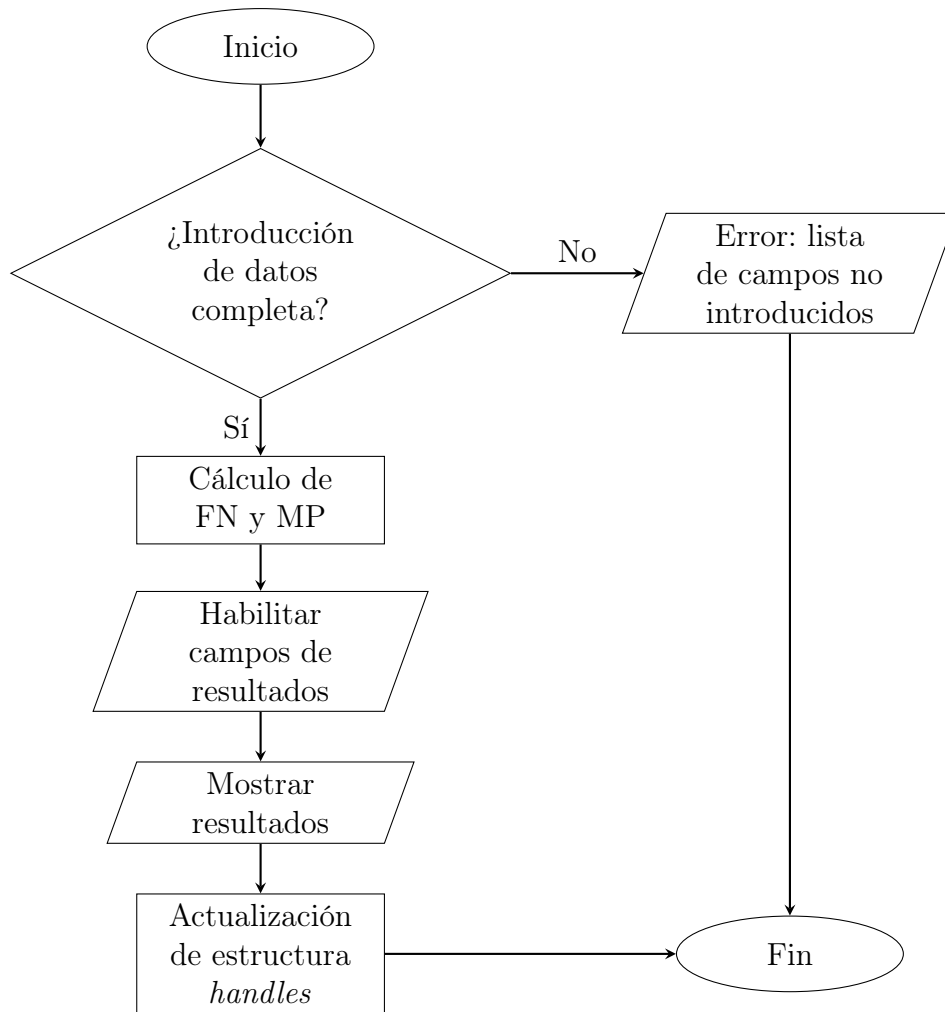 Inicio
¿Introducción
de datos
completa?
No
Error: lista
de campos no
introducidos
Sí
Cálculo de
FN y MP
Habilitar
campos de
resultados
Mostrar
resultados
Actualización
de estructura
handles
Fin